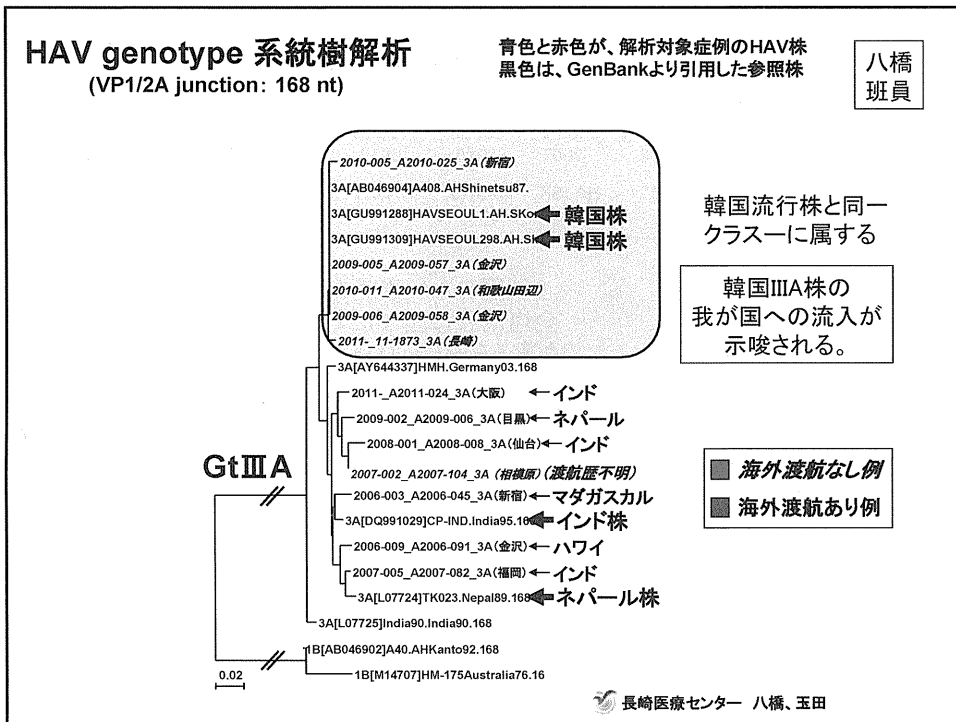 HAV genotype 系統樹解析
(VP1/2A junction: 168 nt)
青色と赤色が、解析対象症例のHAV株
黒色は、GenBankより引用した参照株
八橋
班員
2010-005_A2010-025_3A(新宿)
3A[AB046904]A408.AHShinetsu87.
3A[GU991288]HAVSEOUL1.AH.SKo
韓国株
3A[GU991309]HAVSEOUL298.AH.S
韓国株
2009-005_A2009-057_3A(金沢)
2010-011_A2010-047_3A(和歌山田辺)
2009-006_A2009-058_3A(金沢)
2011-_11-1873_3A(長崎)
韓国流行株と同一
クラスーに属する
韓国IIIA株の
我が国への流入が
示唆される。
3A[AY644337]HMH.Germany03.168
2011-_A2011-024_3A(大阪)
インド
2009-002_A2009-006_3A(目黒)
ネパール
2008-001_A2008-008_3A(仙台)
インド
2007-002_A2007-104_3A(相模原)(渡航歴不明)
2006-003_A2006-045_3A(新宿)
マダガスカル
3A[DQ991029]CP-IND.India95.16
インド株
2006-009_A2006-091_3A(金沢)
ハワイ
2007-005_A2007-082_3A(福岡)
インド
3A[L07724]TK023.Nepal89.168
ネパール株
3A[L07725]India90.India90.168
GtⅢA
海外渡航なし例
海外渡航あり例
1B[AB046902]A40.AHKanto92.168
1B[M14707]HM-175Australia76.16
0.02
長崎医療センター 八橋、玉田